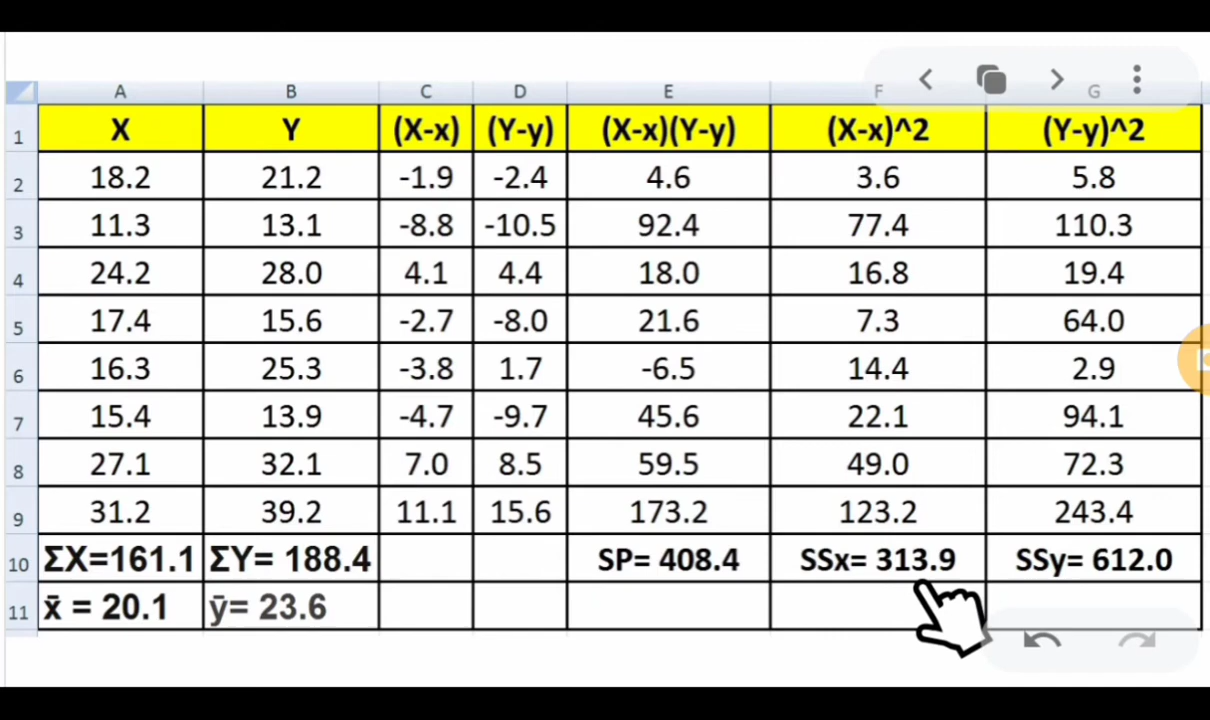 A B C D E F G
1 X Y (X-x) (Y-y) (X-x)(Y-y) (X-x)^2 (Y-y)^2
2 18.2 21.2 -1.9 -2.4 4.6 3.6 5.8
3 11.3 13.1 -8.8 -10.5 92.4 77.4 110.3
4 24.2 28.0 4.1 4.4 18.0 16.8 19.4
5 17.4 15.6 -2.7 -8.0 21.6 7.3 64.0
6 16.3 25.3 -3.8 1.7 -6.5 14.4 2.9
7 15.4 13.9 -4.7 -9.7 45.6 22.1 94.1
8 27.1 32.1 7.0 8.5 59.5 49.0 72.3
9 31.2 39.2 11.1 15.6 173.2 123.2 243.4
10 ΣX=161.1 ΣY= 188.4 SP= 408.4 SSx= 313.9 SSy= 612.0
11 x̄ = 20.1 ȳ= 23.6